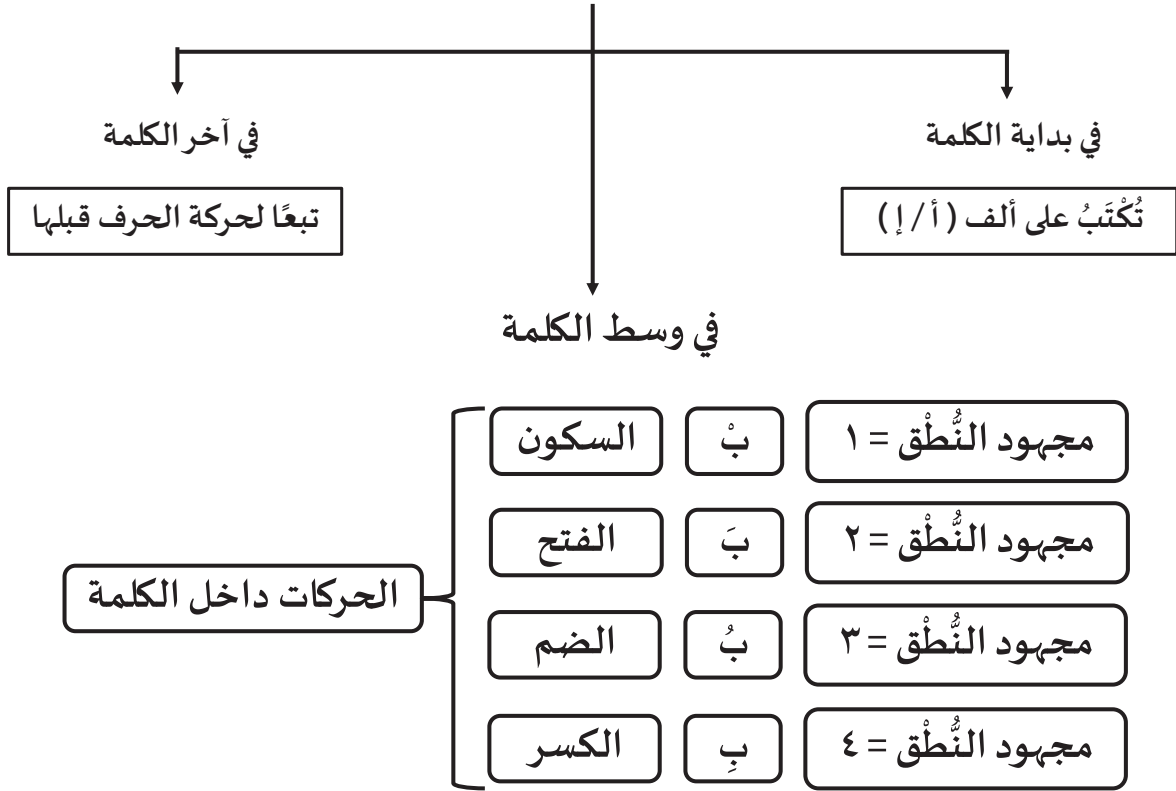 في بداية الكلمة
في آخر الكلمة
تُكْتَبُ على ألف ( أ / إ )
تبعًا لحركة الحرف قبلها
في وسط الكلمة
مجهود النُّطْق = ١
بْ
السكون
مجهود النُّطْق = ٢
بَ
الفتح
مجهود النُّطْق = ٣
بُ
الضم
مجهود النُّطْق = ٤
بِ
الكسر
الحركات داخل الكلمة